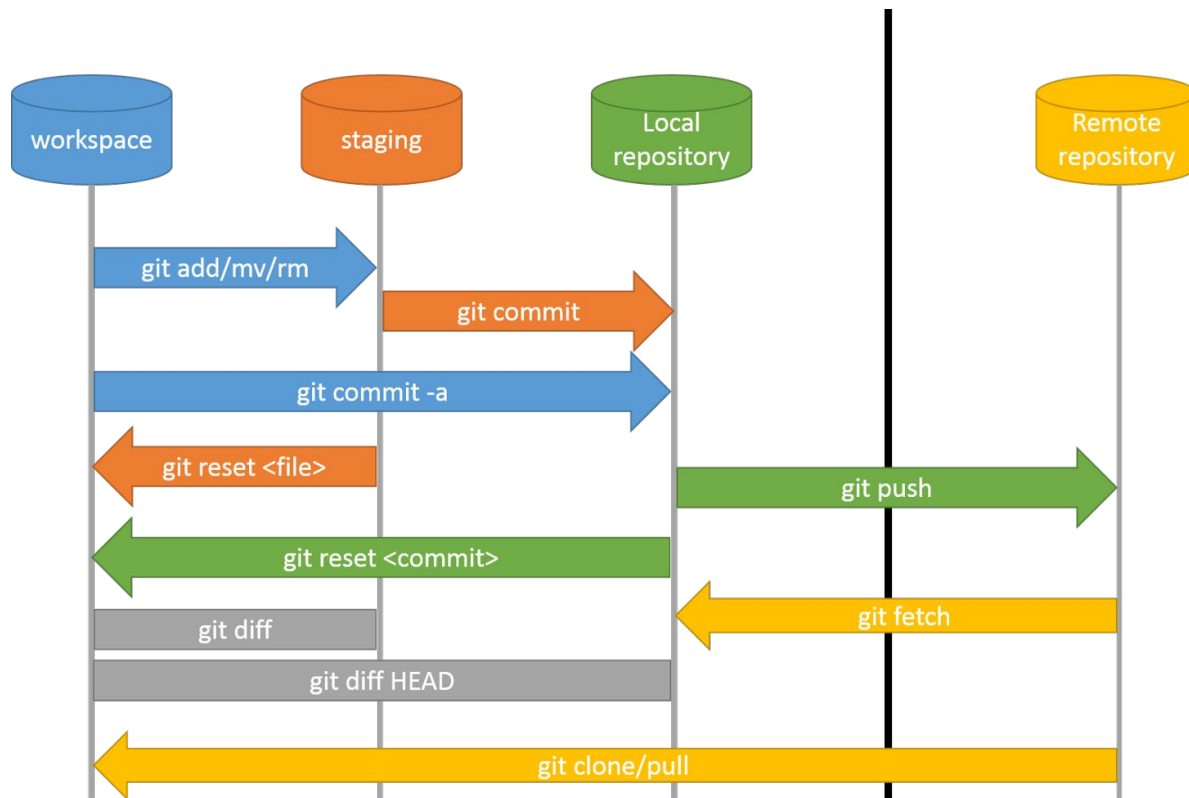 workspace
staging
Local
repository
Remote
repository
git add/mv/rm
git commit
git commit -a
git reset <file>
git push
git reset <commit>
git fetch
git diff
git diff HEAD
git clone/pull